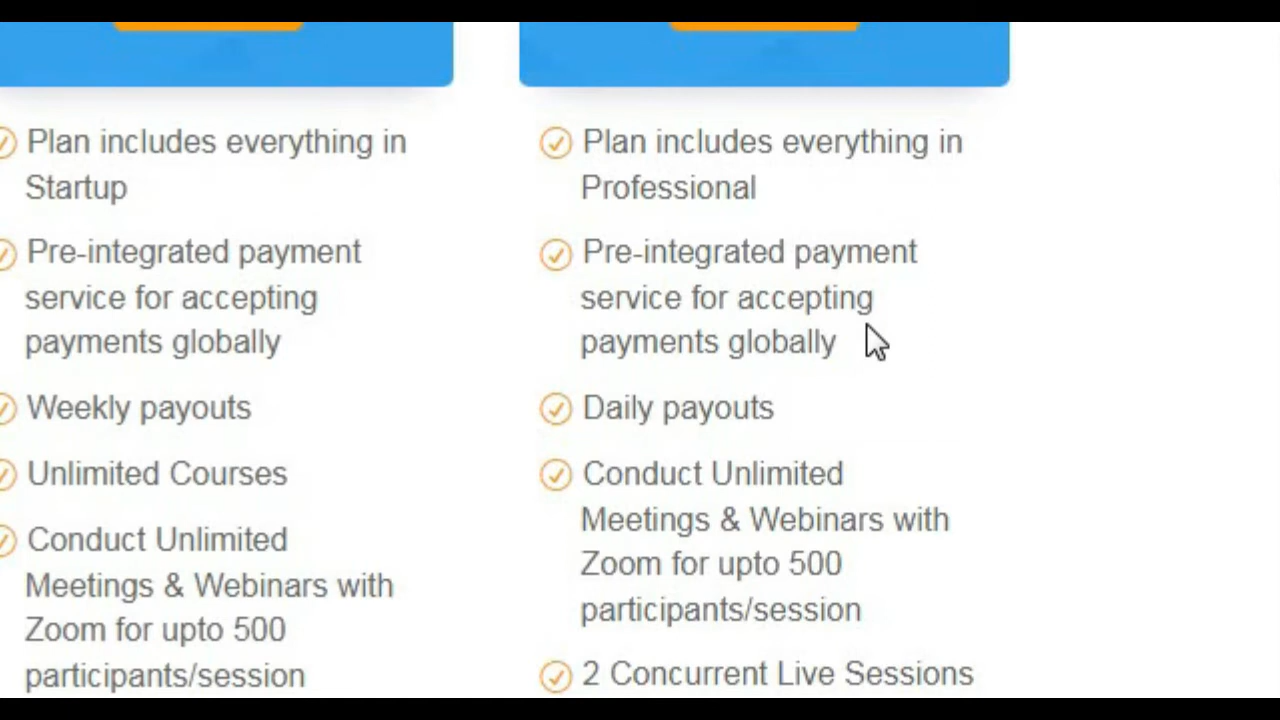 Plan includes everything in
Startup
Pre-integrated payment
service for accepting
payments globally
Weekly payouts
Unlimited Courses
Conduct Unlimited
Meetings & Webinars with
Zoom for upto 500
participants/session
Plan includes everything in
Professional
Pre-integrated payment
service for accepting
payments globally
Daily payouts
Conduct Unlimited
Meetings & Webinars with
Zoom for upto 500
participants/session
2 Concurrent Live Sessions